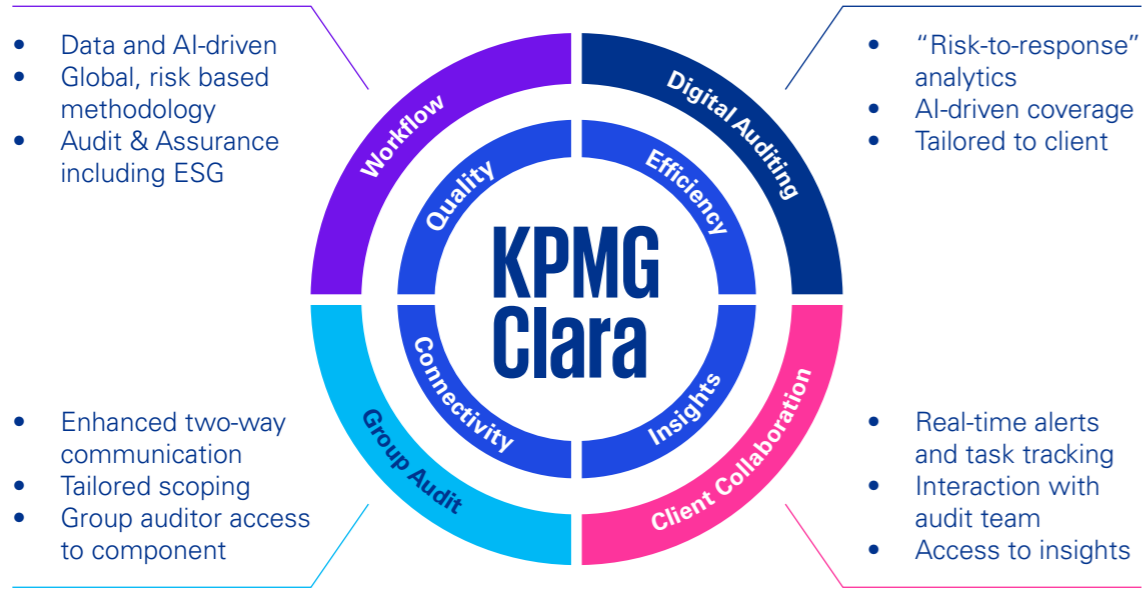 • Data and AI-driven
• Global, risk based
methodology
• Audit & Assurance
including ESG
• “Risk-to-response”
analytics
• AI-driven coverage
• Tailored to client
Workflow
Digital Auditing
Quality
Efficiency
KPMG
Clara
Connectivity
Insights
Group Audit
Client Collaboration
• Enhanced two-way
communication
• Tailored scoping
• Group auditor access
to component
• Real-time alerts
and task tracking
• Interaction with
audit team
• Access to insights